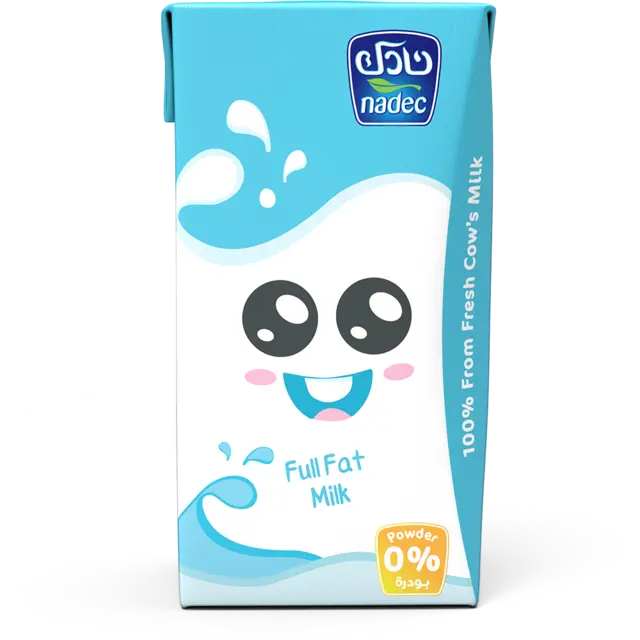 نادك
nadec
100% From Fresh Cow's Milk
Full Fat
Milk
Powder
0%
بودرة